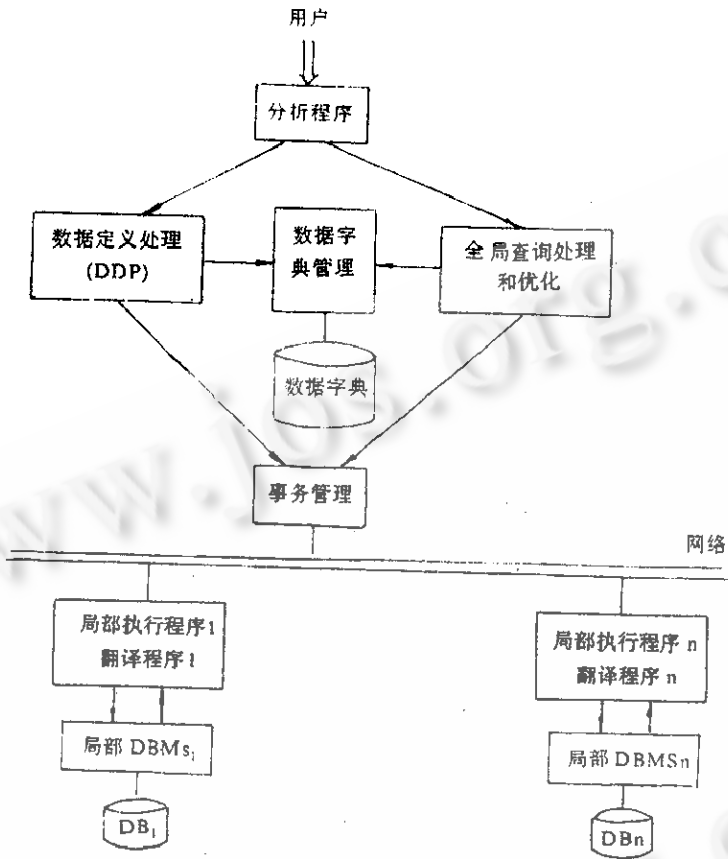 用户
分析程序
数据定义处理
(DDP)
数据字
典管理
全局查询处理
和优化
数据字典
事务管理
网络
局部执行程序1
翻译程序1
局部执行程序 n
翻译程序 n
局部 DBMs₁
局部 DBMSn
DB₁
DBn
www.jos.org.c